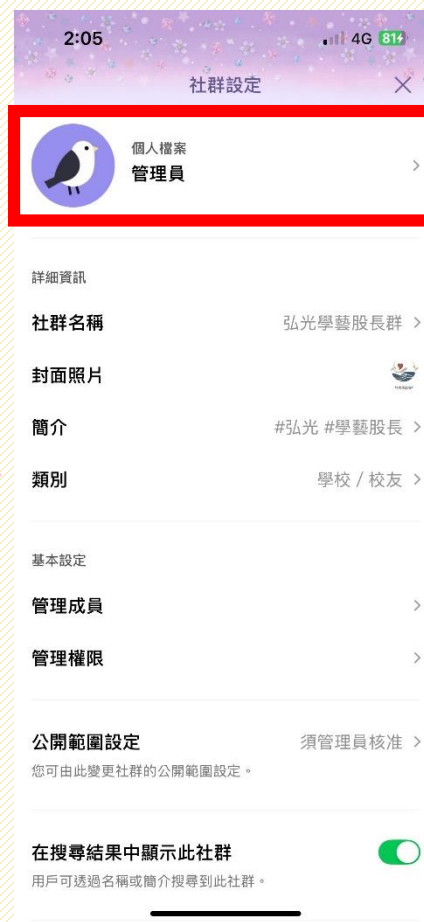 2:05 4G 81
社群設定
個人檔案
管理員
詳細資訊
社群名稱 弘光學藝股長群
封面照片
簡介 #弘光 #學藝股長
類別 學校 / 校友
基本設定
管理成員
管理權限
公開範圍設定 須管理員核准
您可由此變更社群的公開範圍設定。
在搜尋結果中顯示此社群
用戶可透過名稱或簡介搜尋到此社群。